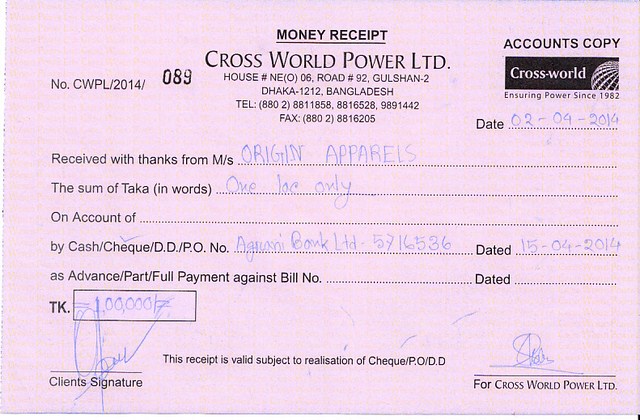 MONEY RECEIPT
CROSS WORLD POWER LTD.
HOUSE # NE(O) 06, ROAD # 92, GULSHAN-2
DHAKA-1212, BANGLADESH
TEL: (880 2) 8811858, 8816528, 9891442
FAX: (880 2) 8816205
No. CWPL/2014/ 089
ACCOUNTS COPY
Cross-world
Ensuring Power Since 1982
Date 02-04-2014
Received with thanks from M/s ORIGIN APPARELS
The sum of Taka (in words) One lac only
On Account of
by Cash/Cheque/D.D./P.O. No. Agrani Bank Ltd- 5716536 Dated 15-04-2014
as Advance/Part/Full Payment against Bill No. Dated
TK. =1,00,000/=
This receipt is valid subject to realisation of Cheque/P.O/D.D
Clients Signature
For CROSS WORLD POWER LTD.